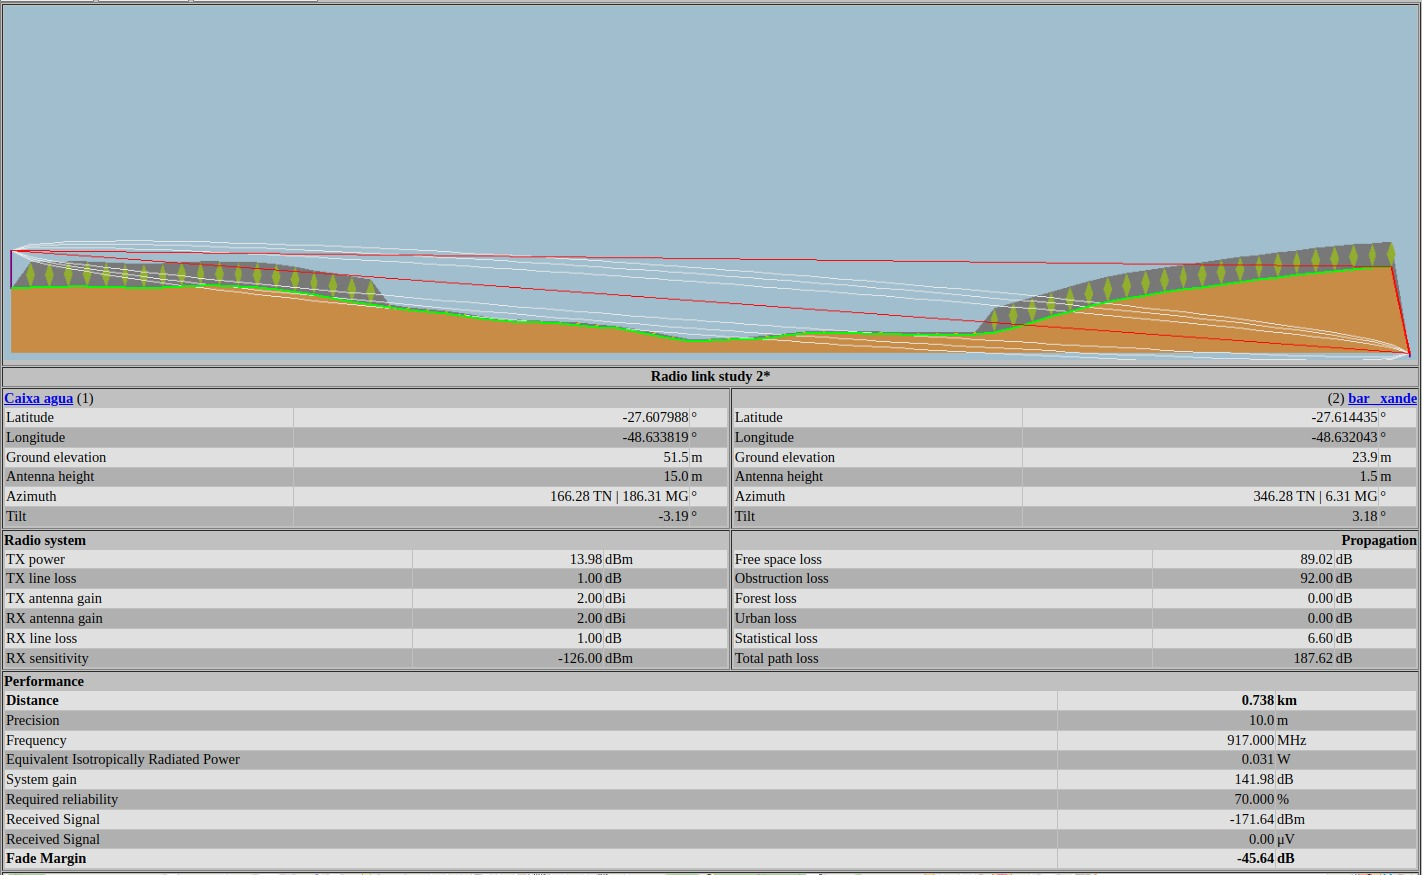 Radio link study 2*
Caixa agua (1)
(2) bar_xande
Latitude -27.607988 °
Latitude -27.614435 °
Longitude -48.633819 °
Longitude -48.632043 °
Ground elevation 51.5 m
Ground elevation 23.9 m
Antenna height 15.0 m
Antenna height 1.5 m
Azimuth 166.28 TN | 186.31 MG °
Azimuth 346.28 TN | 6.31 MG °
Tilt -3.19 °
Tilt 3.18 °
Radio system
Propagation
TX power 13.98 dBm
Free space loss 89.02 dB
TX line loss 1.00 dB
Obstruction loss 92.00 dB
TX antenna gain 2.00 dBi
Forest loss 0.00 dB
RX antenna gain 2.00 dBi
Urban loss 0.00 dB
RX line loss 1.00 dB
Statistical loss 6.60 dB
RX sensitivity -126.00 dBm
Total path loss 187.62 dB
Performance
Distance 0.738 km
Precision 10.0 m
Frequency 917.000 MHz
Equivalent Isotropically Radiated Power 0.031 W
System gain 141.98 dB
Required reliability 70.000 %
Received Signal -171.64 dBm
Received Signal 0.00 µV
Fade Margin -45.64 dB